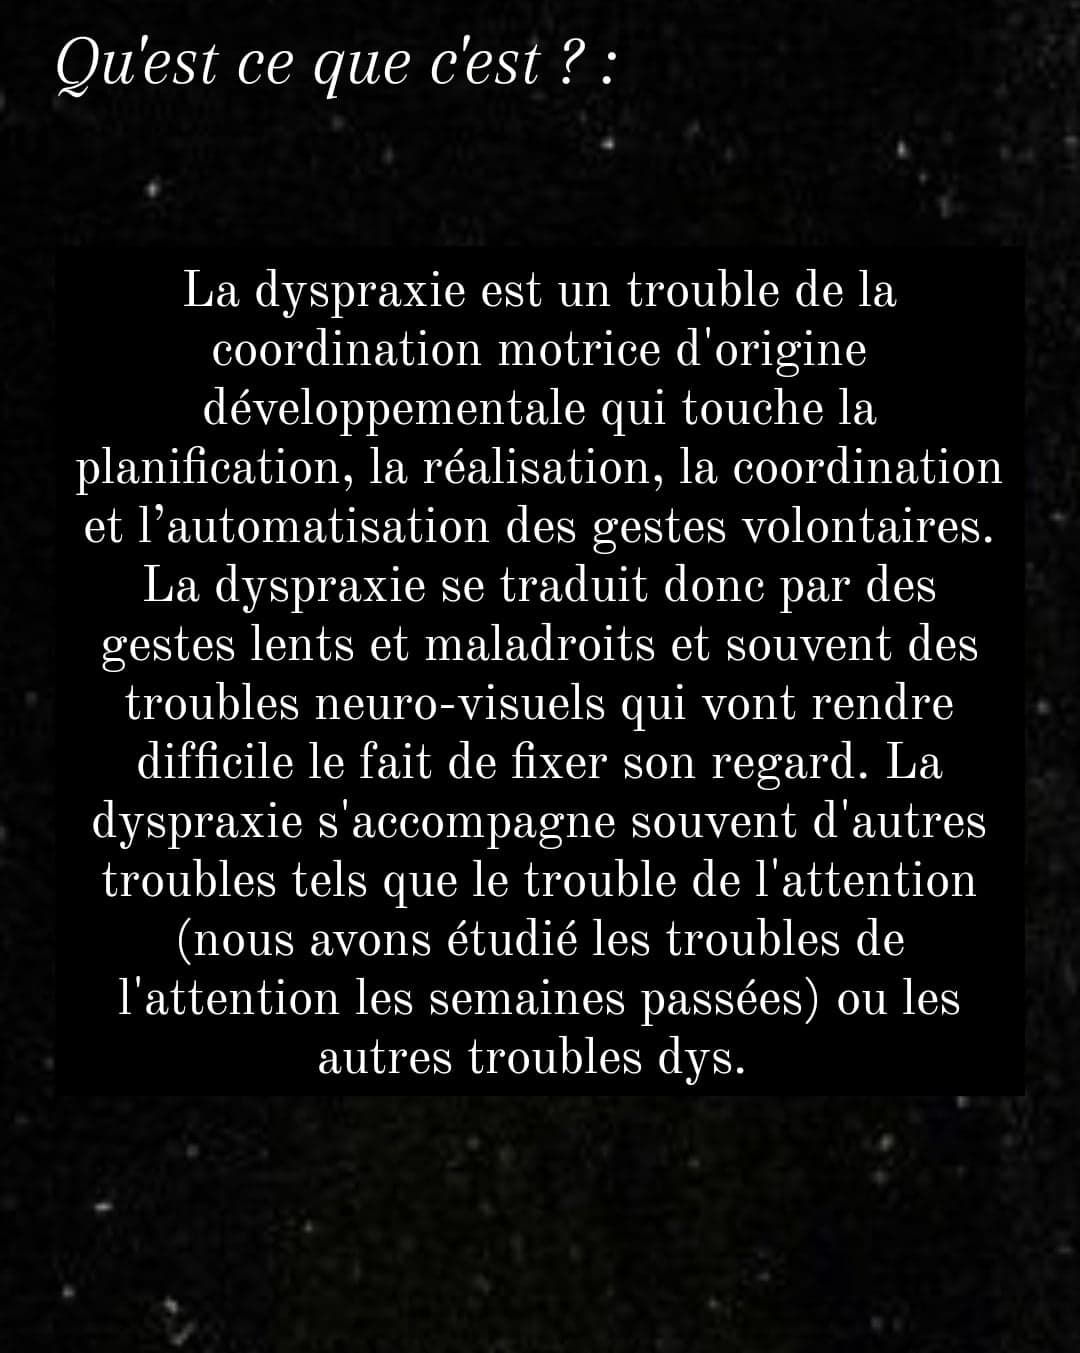 Qu'est ce que c'est ? :
La dyspraxie est un trouble de la
coordination motrice d'origine
développementale qui touche la
planification, la réalisation, la coordination
et l’automatisation des gestes volontaires.
La dyspraxie se traduit donc par des
gestes lents et maladroits et souvent des
troubles neuro-visuels qui vont rendre
difficile le fait de fixer son regard. La
dyspraxie s'accompagne souvent d'autres
troubles tels que le trouble de l'attention
(nous avons étudié les troubles de
l'attention les semaines passées) ou les
autres troubles dys.